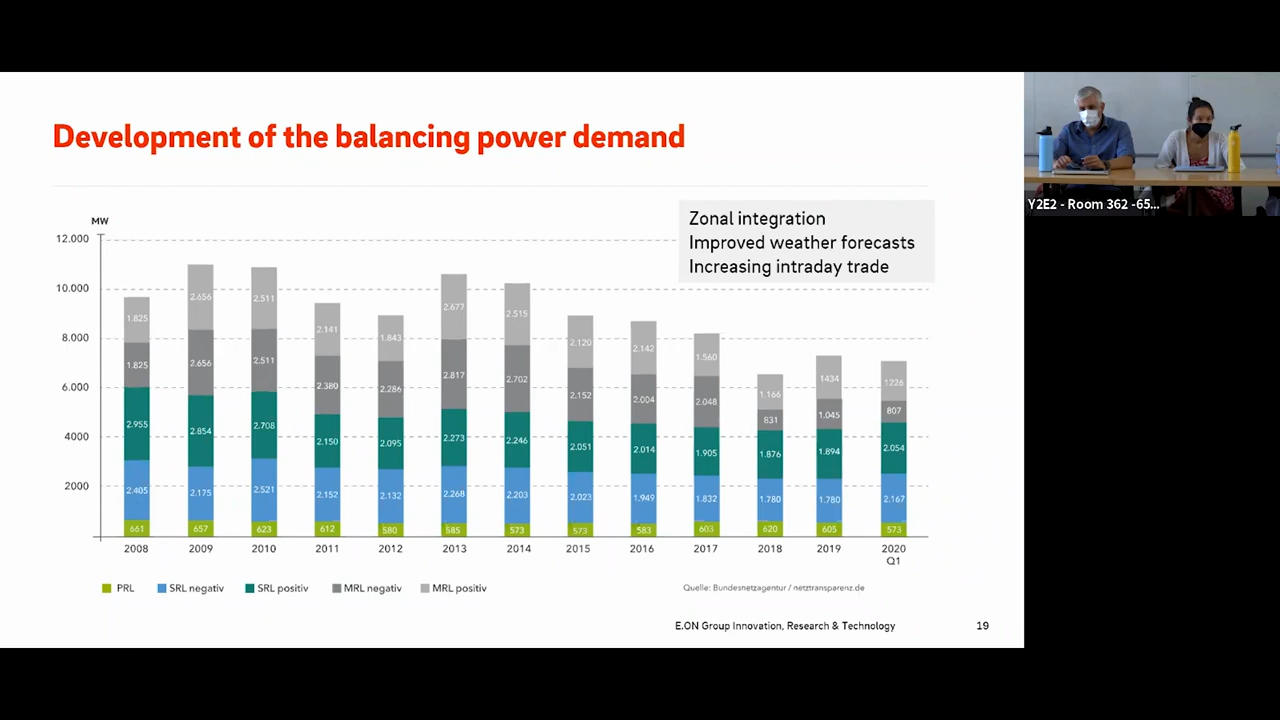 Development of the balancing power demand
Zonal integration
Improved weather forecasts
Increasing intraday trade
MW
12.000
10.000
8.000
6.000
4000
2000
1.825 2.656 2.511 2.141 1.843 2.677 2.515 2.120 2.142 1.560 1.166 1434 1226
1.825 2.656 2.511 2.380 2.286 2.817 2.702 2.152 2.004 2.048 831 1.045 807
2.955 2.854 2.708 2.150 2.095 2.273 2.246 2.051 2.014 1.905 1.876 1.894 2.054
2.405 2.175 2.521 2.152 2.132 2.268 2.203 2.023 1.949 1.832 1.780 1.780 2.167
661 657 623 612 580 585 573 573 583 603 620 605 573
2008 2009 2010 2011 2012 2013 2014 2015 2016 2017 2018 2019 2020
Q1
PRL SRL negativ SRL positiv MRL negativ MRL positiv
Quelle: Bundesnetzagentur / netztransparenz.de
E.ON Group Innovation, Research & Technology 19
Y2E2 - Room 362 -65...